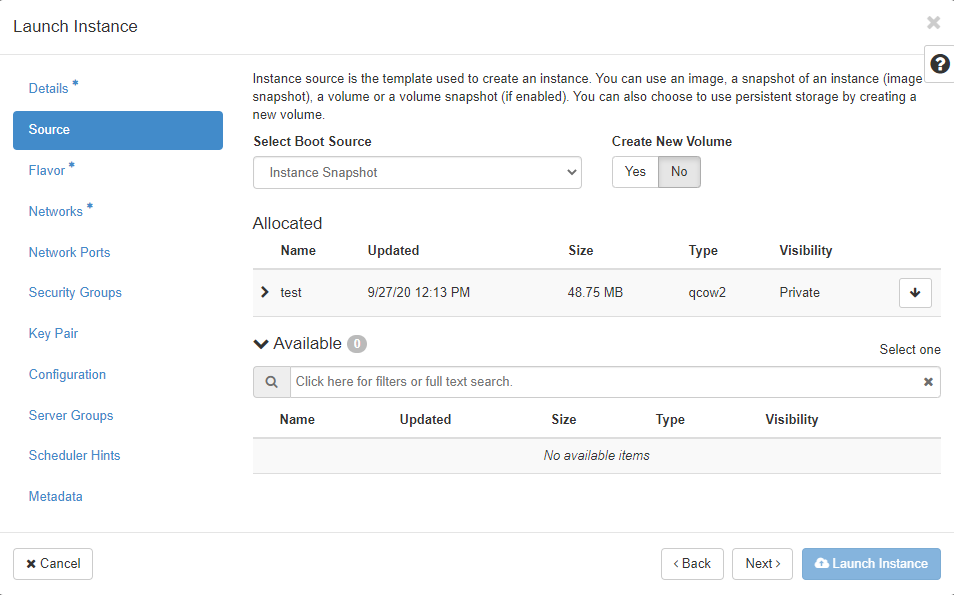 Launch Instance
Details *
Source
Flavor *
Networks *
Network Ports
Security Groups
Key Pair
Configuration
Server Groups
Scheduler Hints
Metadata
Instance source is the template used to create an instance. You can use an image, a snapshot of an instance (image
snapshot), a volume or a volume snapshot (if enabled). You can also choose to use persistent storage by creating a
new volume.
Select Boot Source Create New Volume
Instance Snapshot Yes No
Allocated
Name Updated Size Type Visibility
test 9/27/20 12:13 PM 48.75 MB qcow2 Private
Available 0
Select one
Click here for filters or full text search.
Name Updated Size Type Visibility
No available items
Cancel ‹ Back Next › Launch Instance